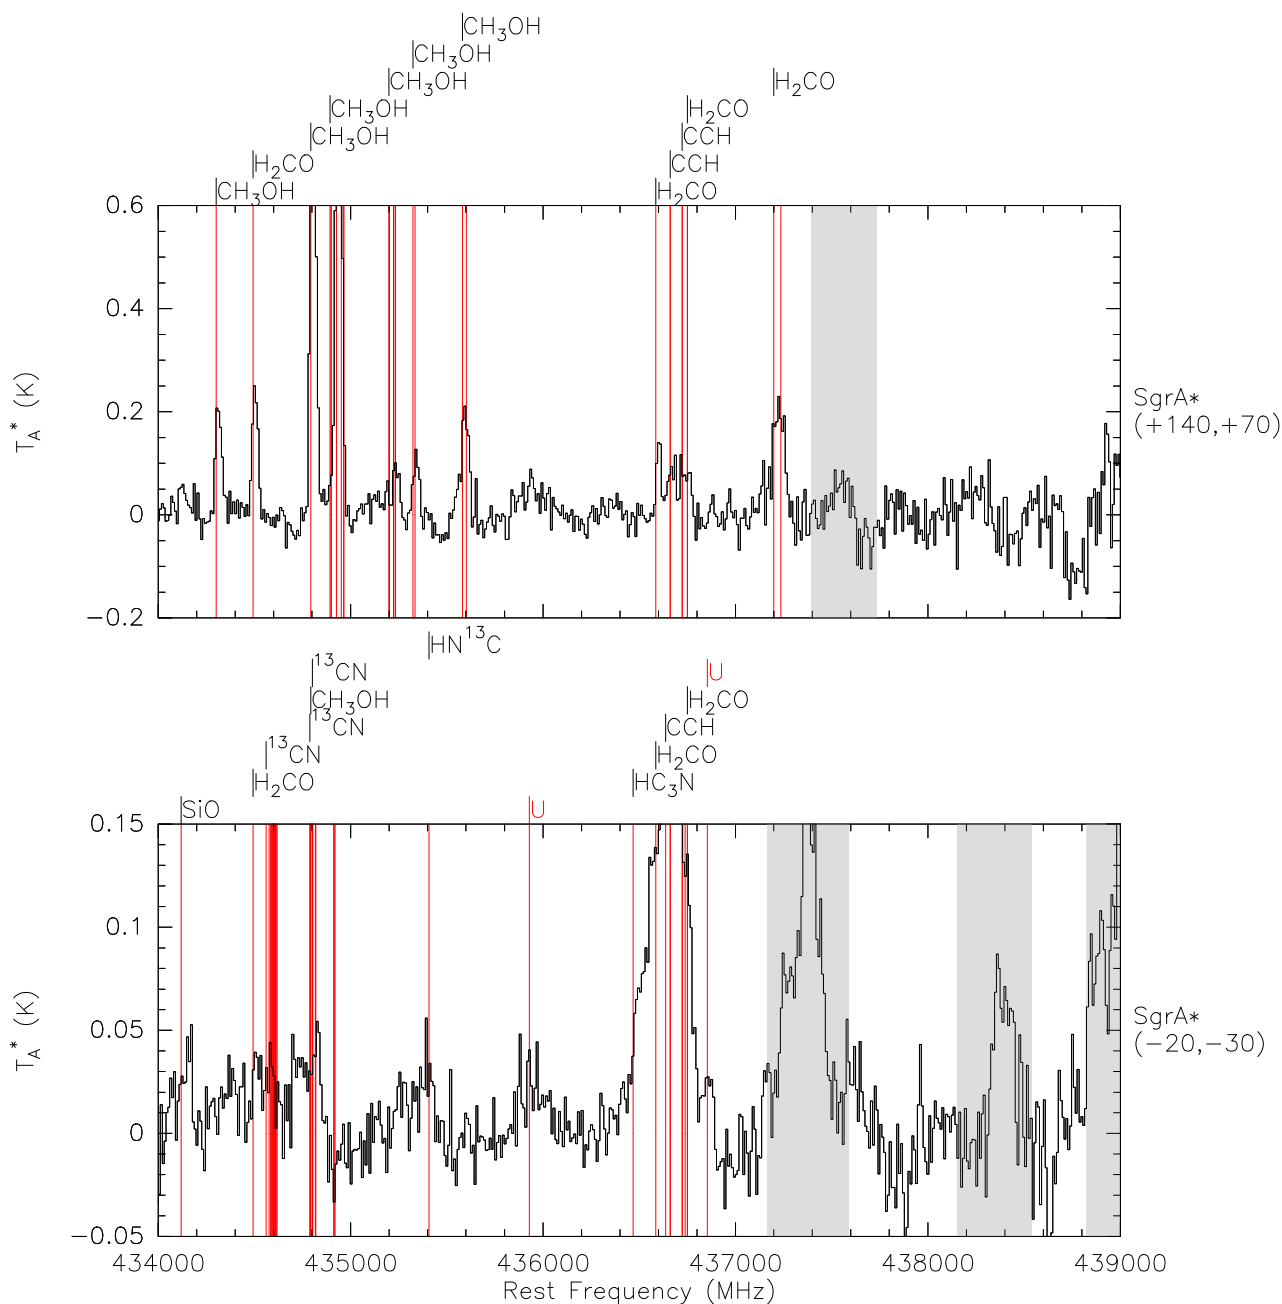 CH₃OH
CH₃OH
CH₃OH
H₂CO
CH₃OH
H₂CO
CH₃OH
CCH
H₂CO
CCH
CH₃OH
H₂CO
0.6
0.4
0.2
0
−0.2
T_A* (K)
SgrA*
(+140,+70)
HN¹³C
¹³CN
U
CH₃OH
H₂CO
¹³CN
CCH
¹³CN
H₂CO
H₂CO
HC₃N
SiO
U
0.15
0.1
0.05
0
−0.05
T_A* (K)
SgrA*
(−20,−30)
434000 435000 436000 437000 438000 439000
Rest Frequency (MHz)